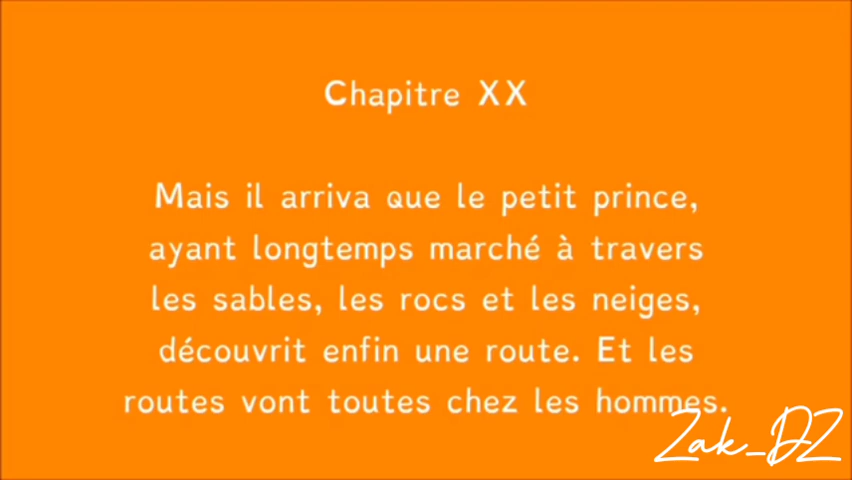 Chapitre XX
Mais il arriva que le petit prince,
ayant longtemps marché à travers
les sables, les rocs et les neiges,
découvrit enfin une route. Et les
routes vont toutes chez les hommes.
Zak_DZ